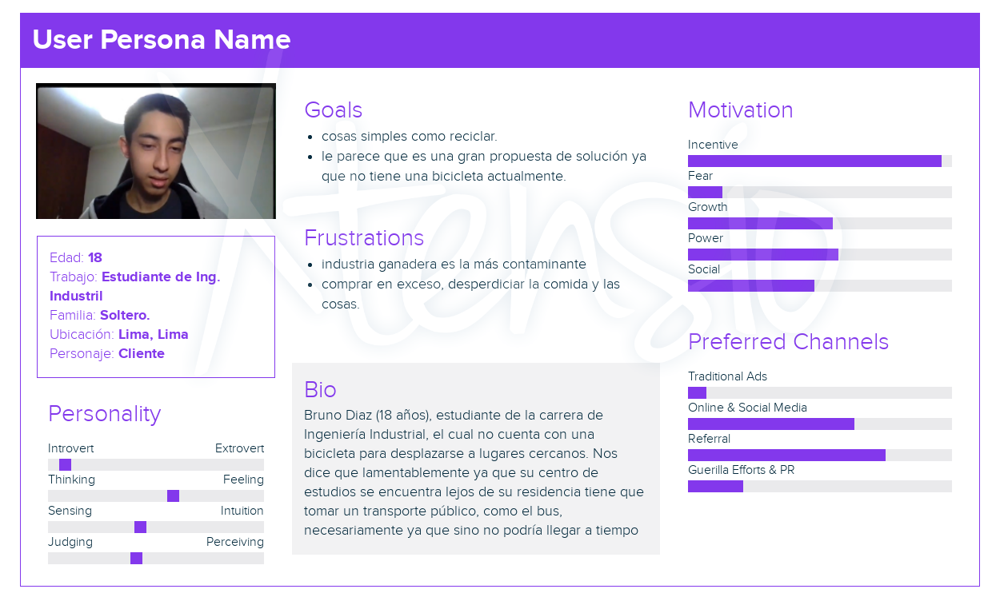 User Persona Name
Edad: 18
Trabajo: Estudiante de Ing.
Industril
Familia: Soltero.
Ubicación: Lima, Lima
Personaje: Cliente
Personality
Introvert Extrovert
Thinking Feeling
Sensing Intuition
Judging Perceiving
Goals
• cosas simples como reciclar.
• le parece que es una gran propuesta de solución ya
que no tiene una bicicleta actualmente.
Frustrations
• industria ganadera es la más contaminante
• comprar en exceso, desperdiciar la comida y las
cosas.
Bio
Bruno Diaz (18 años), estudiante de la carrera de
Ingeniería Industrial, el cual no cuenta con una
bicicleta para desplazarse a lugares cercanos. Nos
dice que lamentablemente ya que su centro de
estudios se encuentra lejos de su residencia tiene que
tomar un transporte público, como el bus,
necesariamente ya que sino no podría llegar a tiempo
Motivation
Incentive
Fear
Growth
Power
Social
Preferred Channels
Traditional Ads
Online & Social Media
Referral
Guerilla Efforts & PR
Xtensio